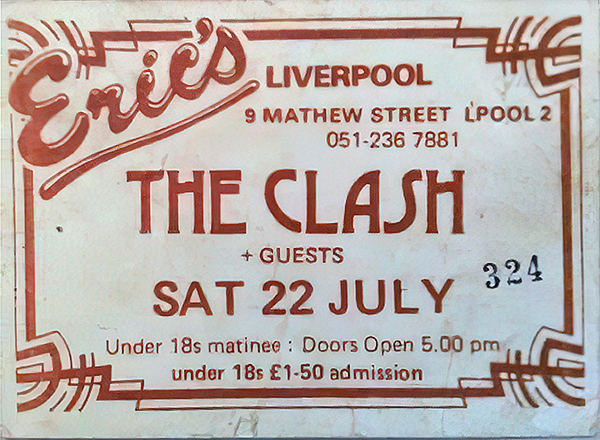 Eric's LIVERPOOL
9 MATHEW STREET L'POOL 2
051-236 7881
THE CLASH
+ GUESTS
324
SAT 22 JULY
Under 18s matinee : Doors Open 5.00 pm
under 18s £1-50 admission